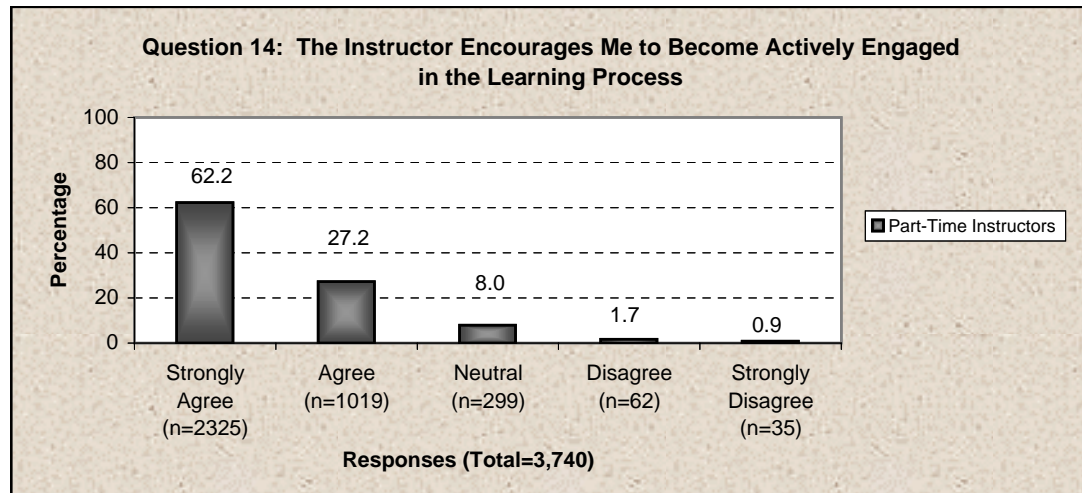 Question 14:  The Instructor Encourages Me to Become Actively Engaged
in the Learning Process
100
80
60
40
20
0
Percentage
62.2
27.2
8.0
1.7
0.9
Part-Time Instructors
Strongly
Agree
(n=2325)
Agree
(n=1019)
Neutral
(n=299)
Disagree
(n=62)
Strongly
Disagree
(n=35)
Responses (Total=3,740)